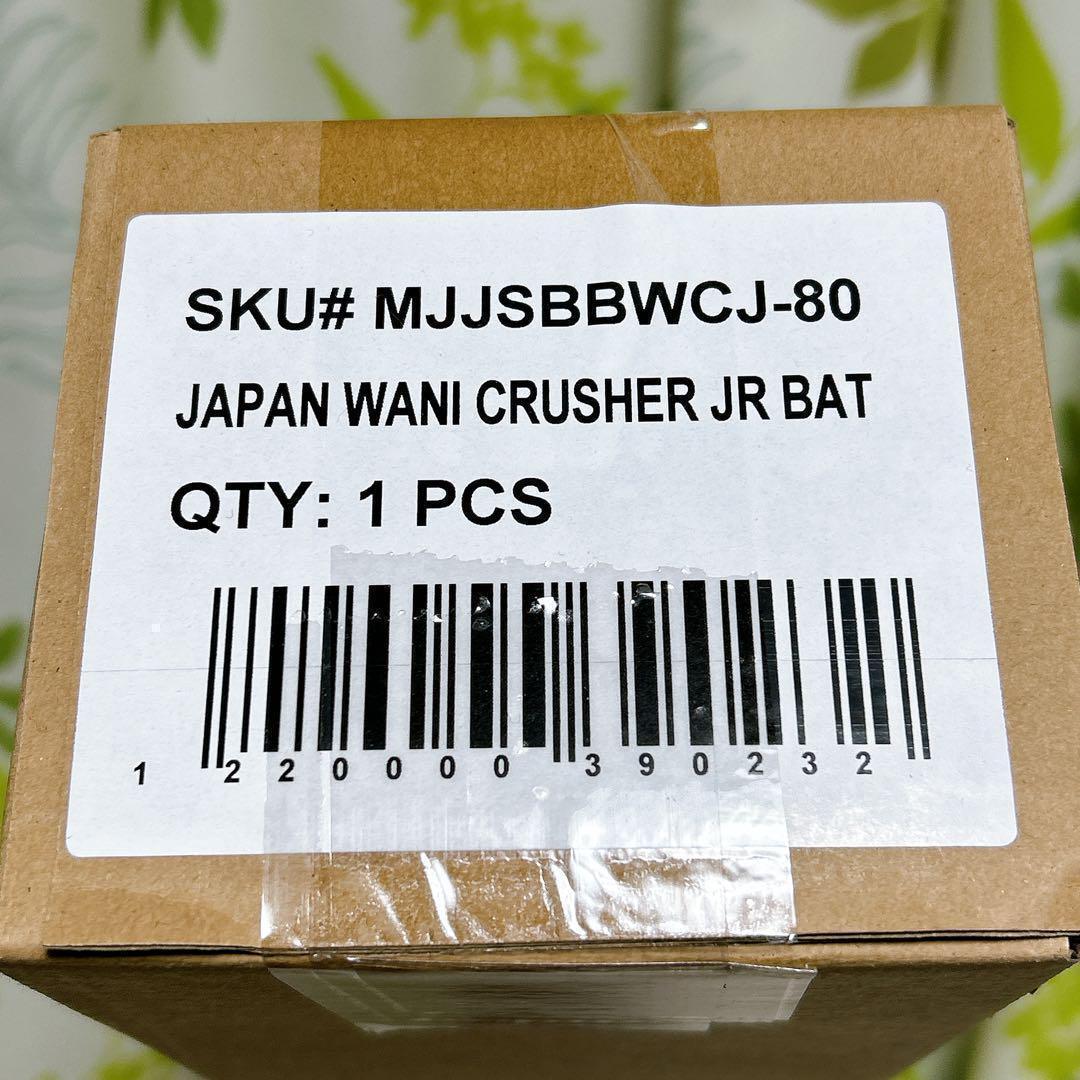 SKU# MJJSBBWCJ-80
JAPAN WANI CRUSHER JR BAT
QTY: 1 PCS
1 220000 390232